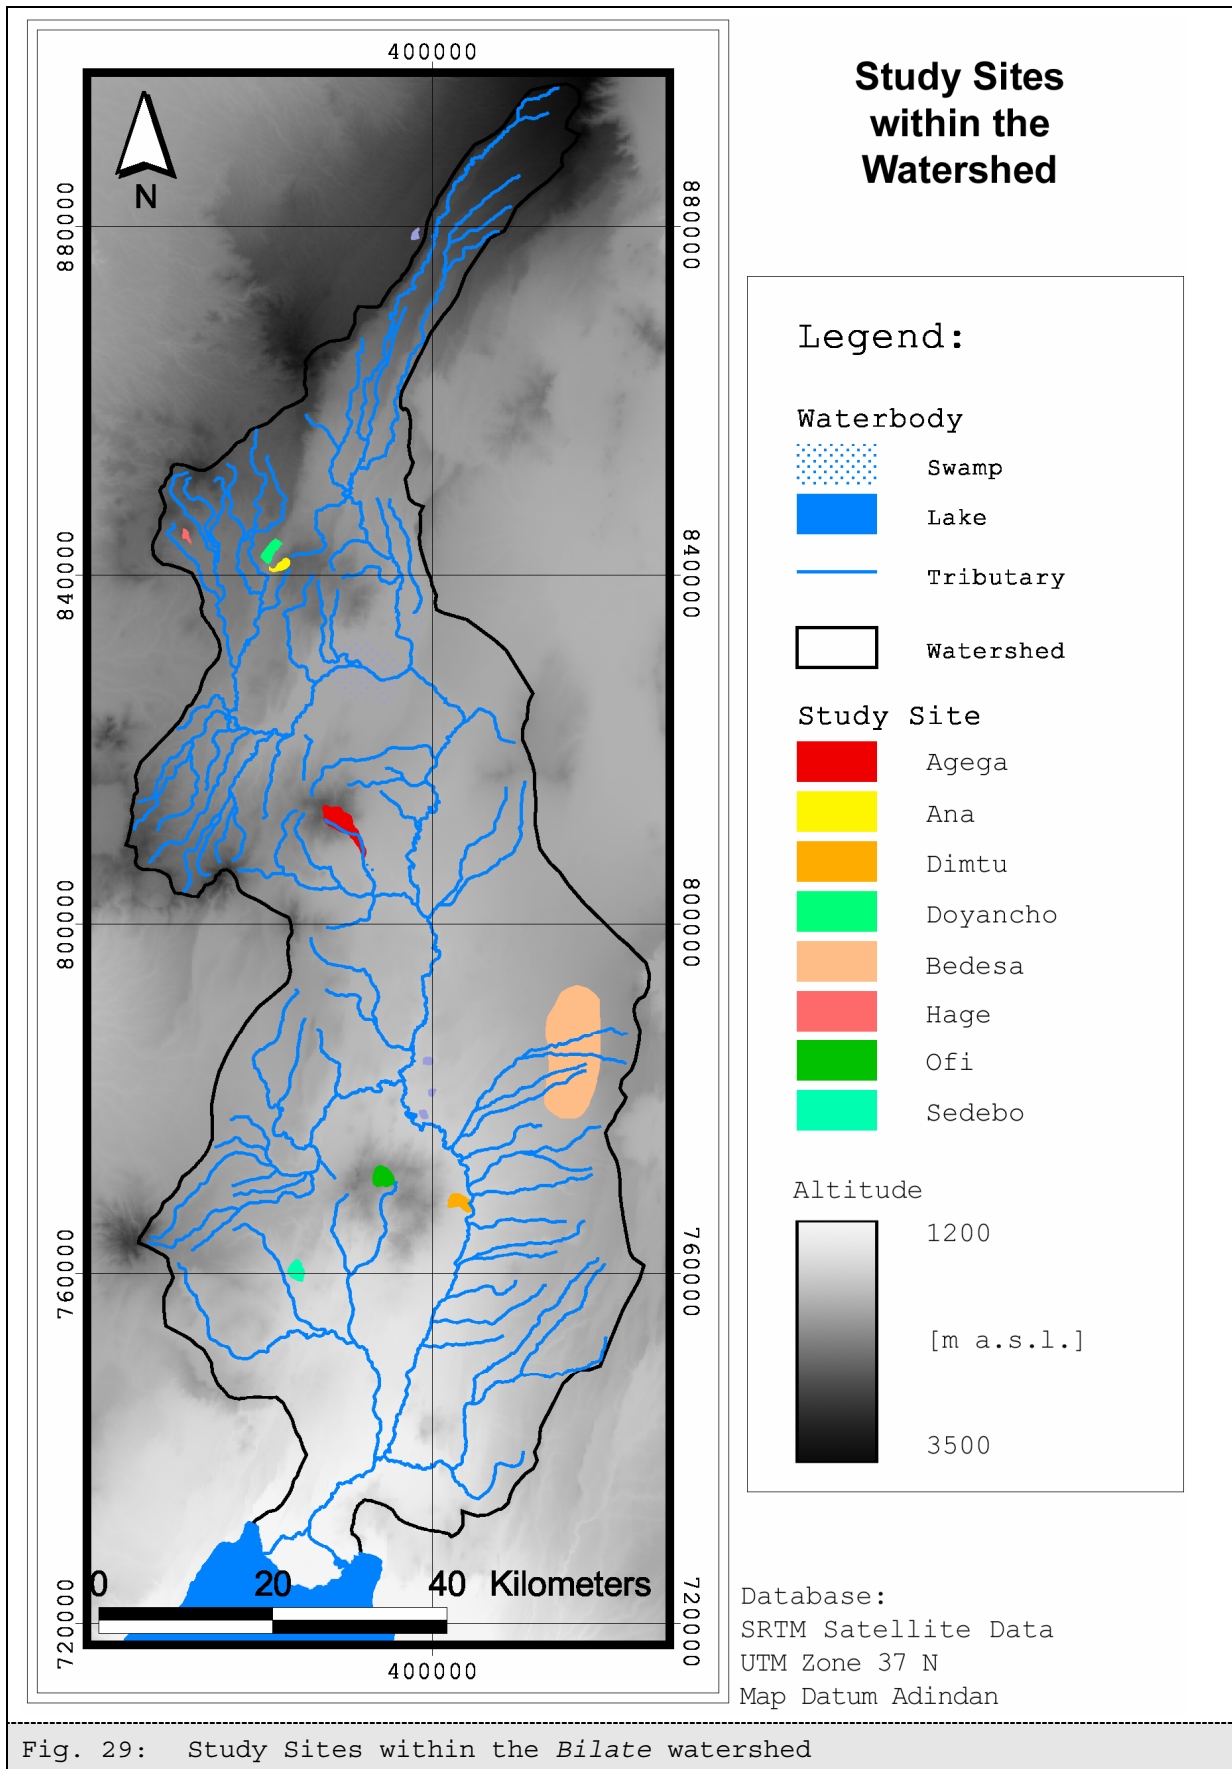 400000
Study Sites
within the
Watershed
N
880000
880000
840000
840000
800000
800000
760000
760000
720000
720000
0 20 40 Kilometers
400000
Legend:
Waterbody
Swamp
Lake
Tributary
Watershed
Study Site
Agega
Ana
Dimtu
Doyancho
Bedesa
Hage
Ofi
Sedebo
Altitude
1200
[m a.s.l.]
3500
Database:
SRTM Satellite Data
UTM Zone 37 N
Map Datum Adindan
Fig. 29: Study Sites within the Bilate watershed